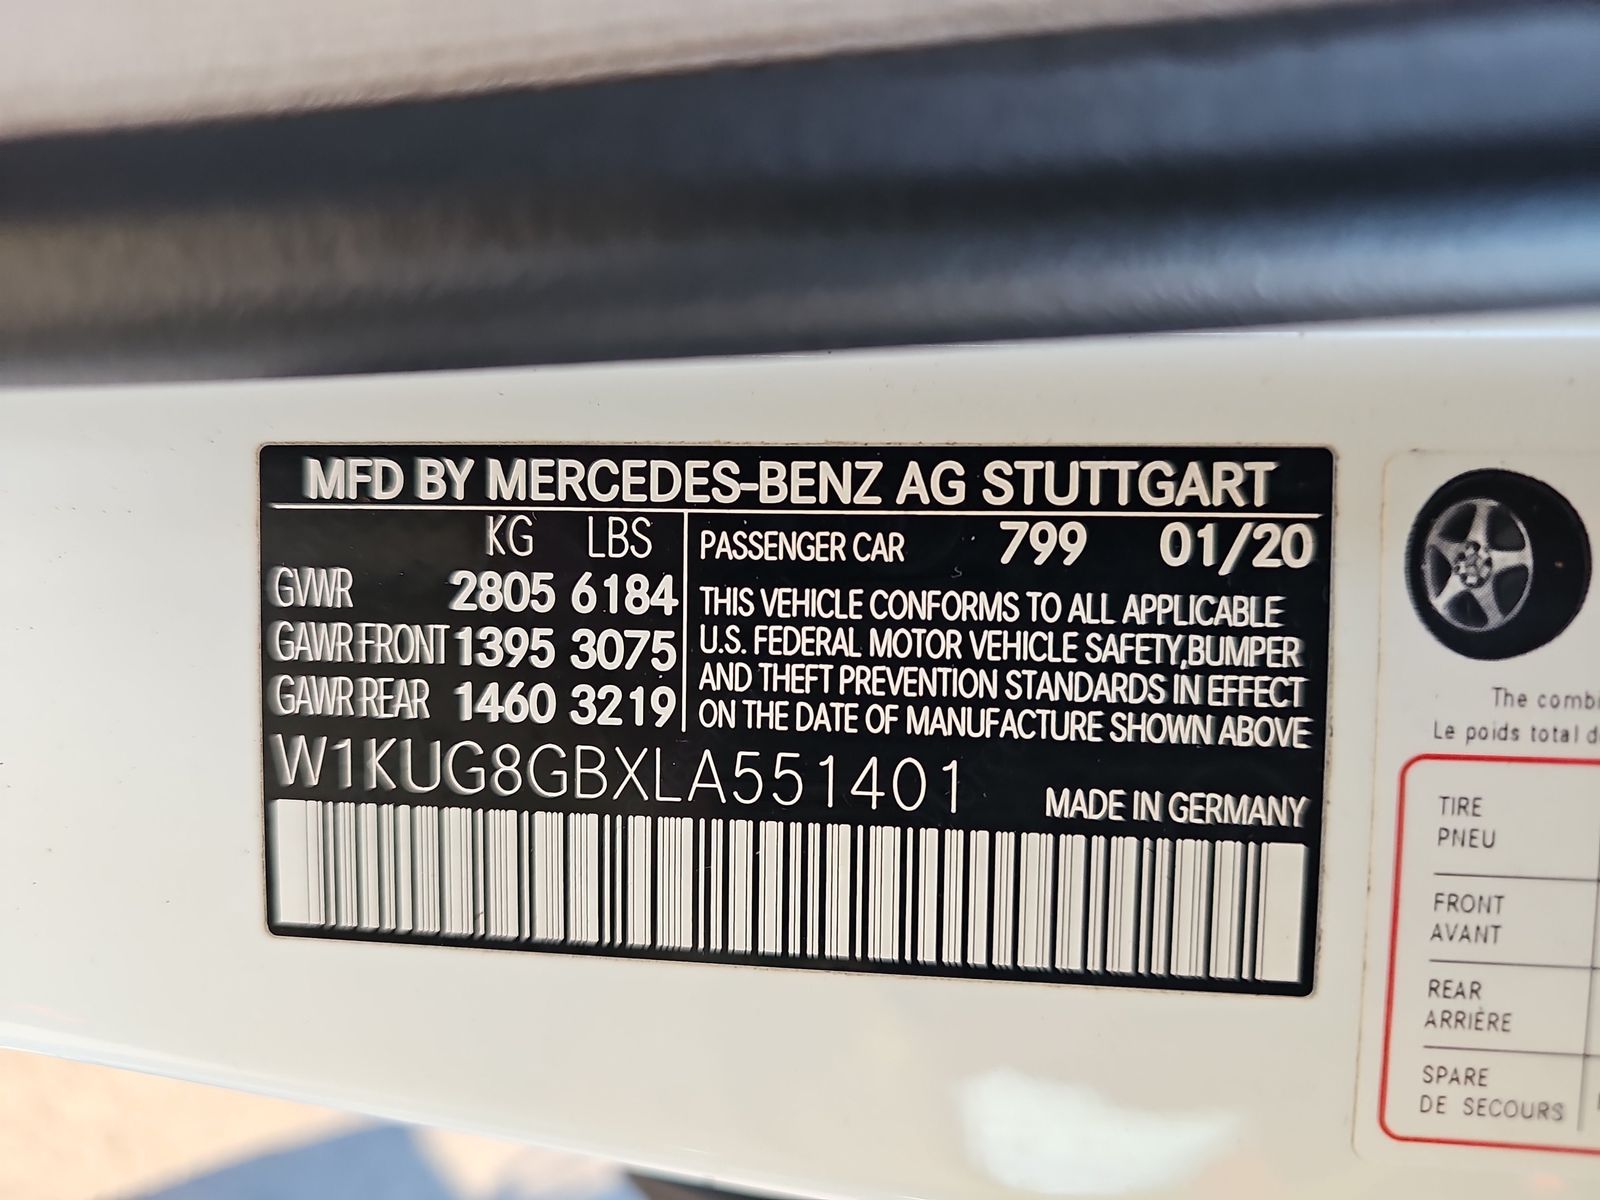 MFD BY MERCEDES-BENZ AG STUTTGART
KG LBS
GVWR 2805 6184
GAWR FRONT 1395 3075
GAWR REAR 1460 3219
PASSENGER CAR 799 01/20
THIS VEHICLE CONFORMS TO ALL APPLICABLE
U.S. FEDERAL MOTOR VEHICLE SAFETY,BUMPER
AND THEFT PREVENTION STANDARDS IN EFFECT
ON THE DATE OF MANUFACTURE SHOWN ABOVE
W1KUG8GBXLA551401
MADE IN GERMANY
The
Le poids total
TIRE
PNEU
FRONT
AVANT
REAR
ARRIÈRE
SPARE
DE SECOURS